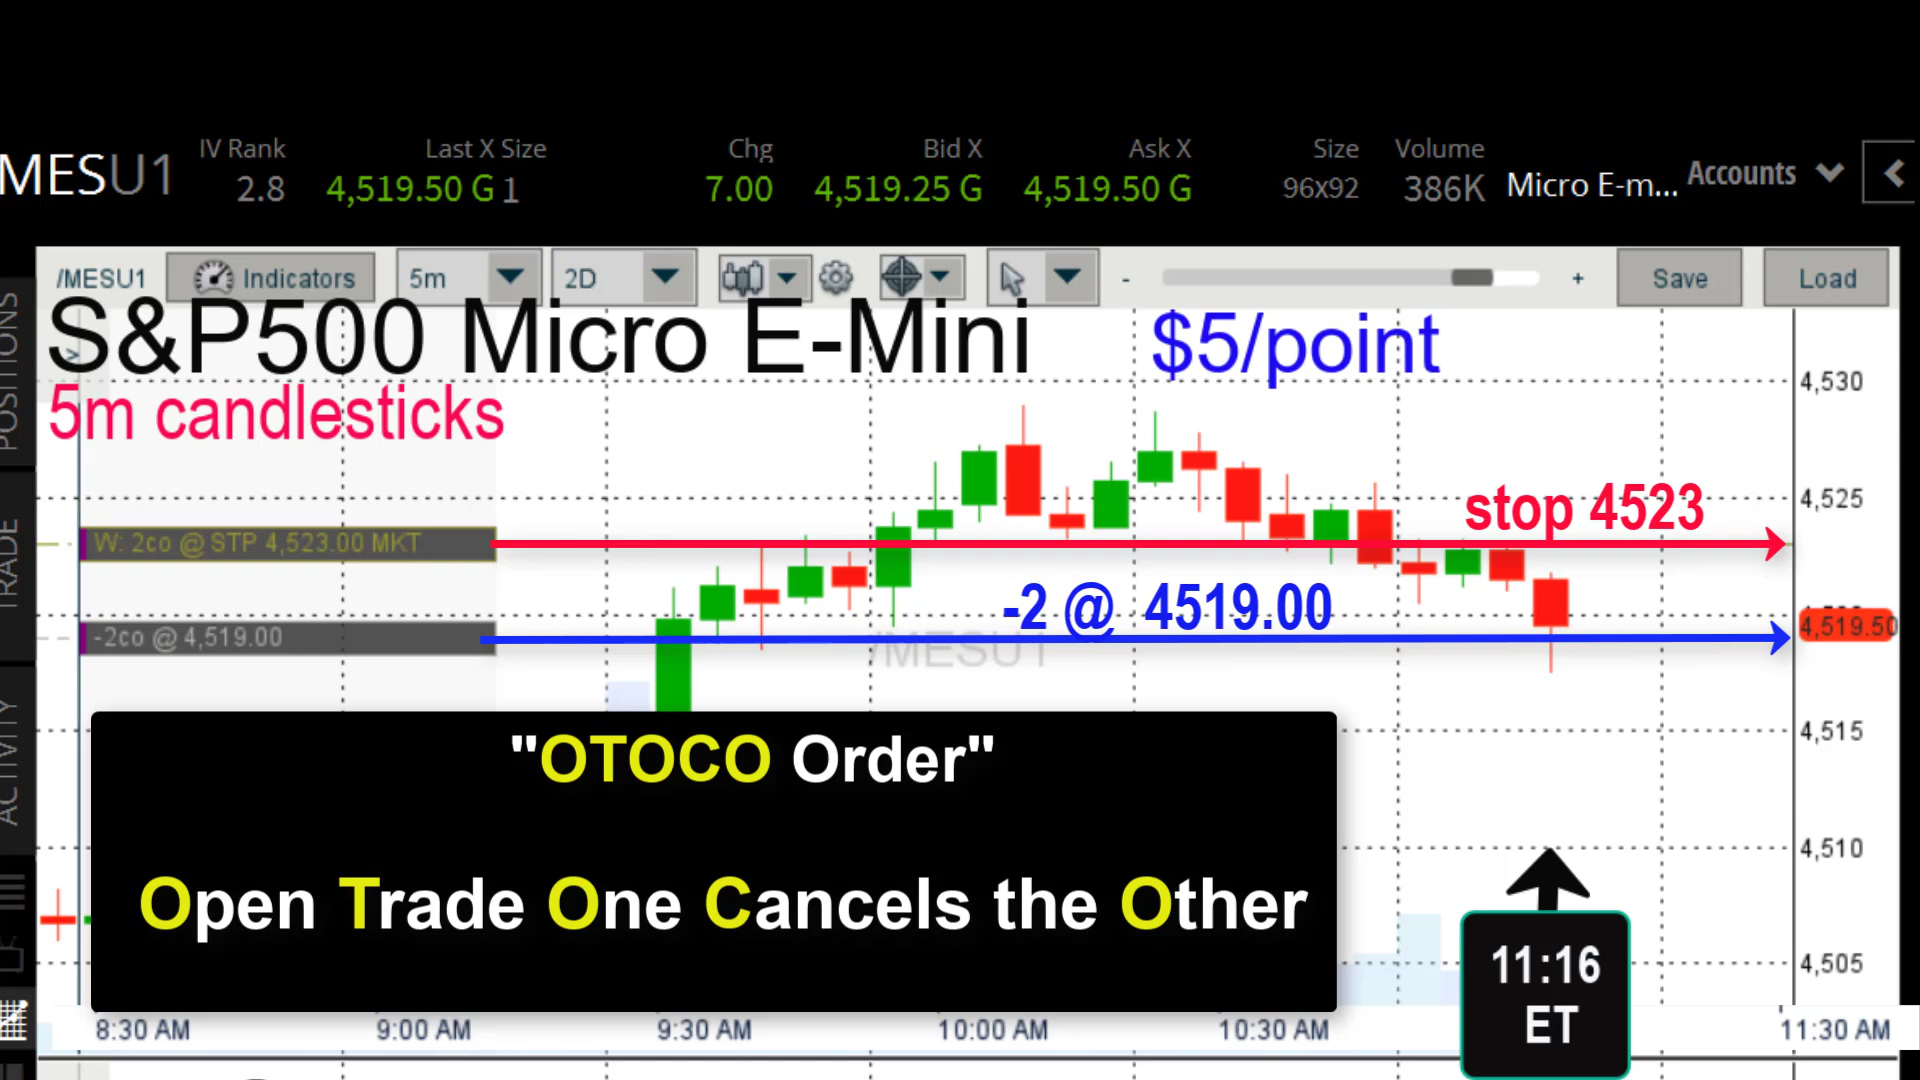 IV Rank Last X Size Chg Bid X Ask X Size Volume
/MESU1 2.8 4,519.50 G 1 7.00 4,519.25 G 4,519.50 G 96x92 386K Micro E-m... Accounts
/MESU1 Indicators 5m 2D - + Save Load
S&P500 Micro E-Mini $5/point
5m candlesticks
4,530
stop 4523
4,525
W: 2co @ STP 4,523.00 MKT
-2 @ 4519.00
4,519.50
-2co @ 4,519.00
/MESU1
4,515
"OTOCO Order"
4,510
Open Trade One Cancels the Other
4,505
11:16
ET
8:30 AM 9:00 AM 9:30 AM 10:00 AM 10:30 AM 11:30 AM
POSITIONS
TRADE
ACTIVITY